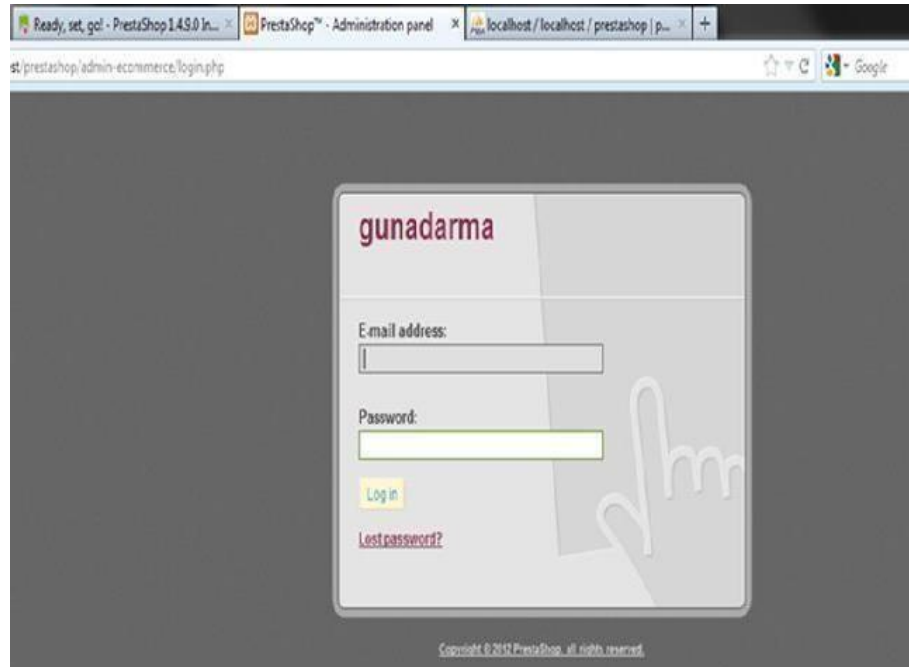 Ready, set, go! - PrestaShop 1.4.9.0 In...
PrestaShop™ - Administration panel
localhost / localhost / prestashop | p...
st/prestashop/admin-ecommerce/login.php
Google
gunadarma
E-mail address:
Password:
Log in
Lost password?
Copyright © 2012 PrestaShop. all rights reserved.